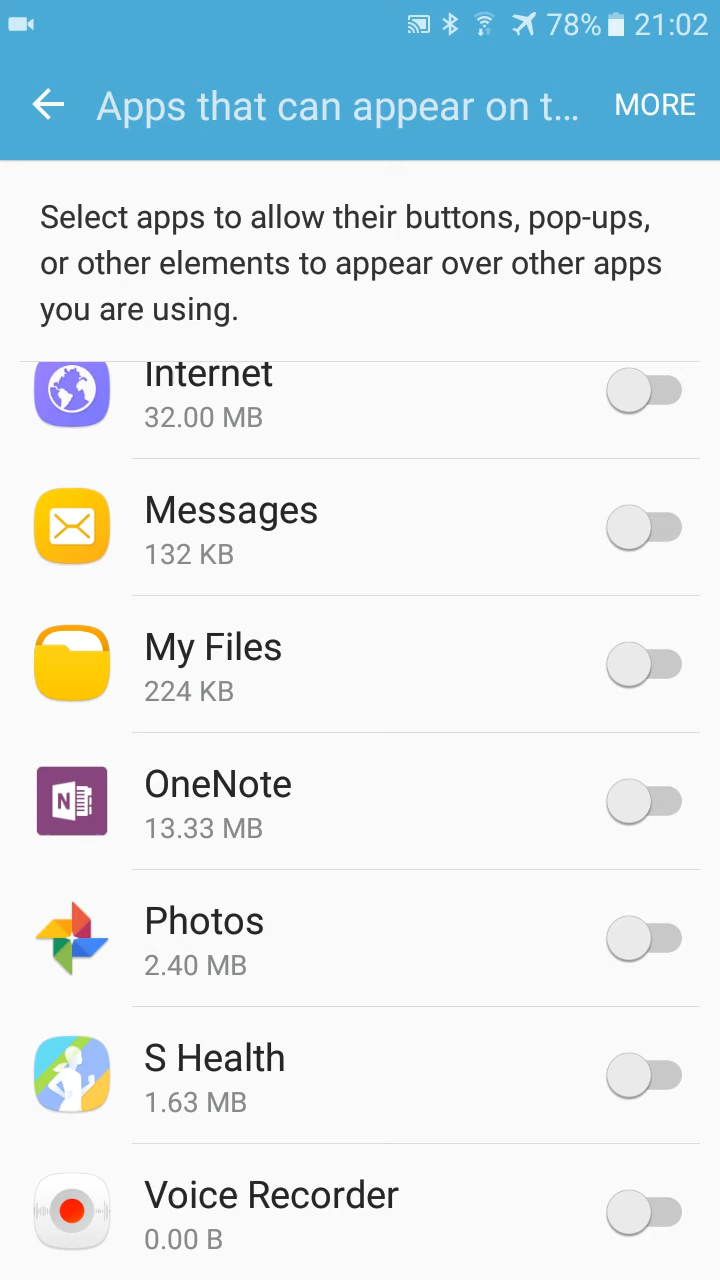 78% 21:02
Apps that can appear on t... MORE
Select apps to allow their buttons, pop-ups,
or other elements to appear over other apps
you are using.
Internet
32.00 MB
Messages
132 KB
My Files
224 KB
N
OneNote
13.33 MB
Photos
2.40 MB
S Health
1.63 MB
Voice Recorder
0.00 B